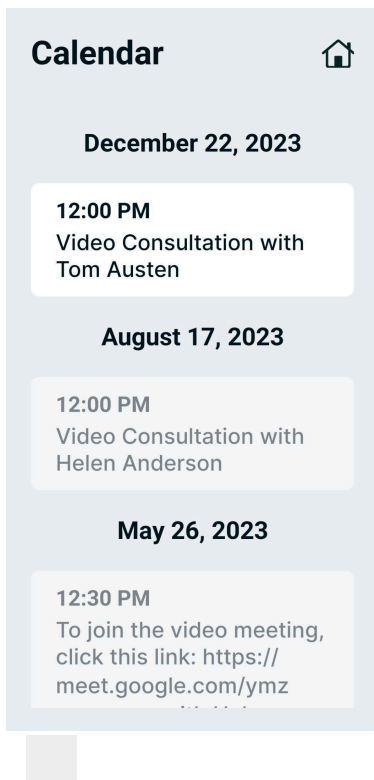 Calendar
December 22, 2023
12:00 PM
Video Consultation with
Tom Austen
August 17, 2023
12:00 PM
Video Consultation with
Helen Anderson
May 26, 2023
12:30 PM
To join the video meeting,
click this link: https://
meet.google.com/ymz